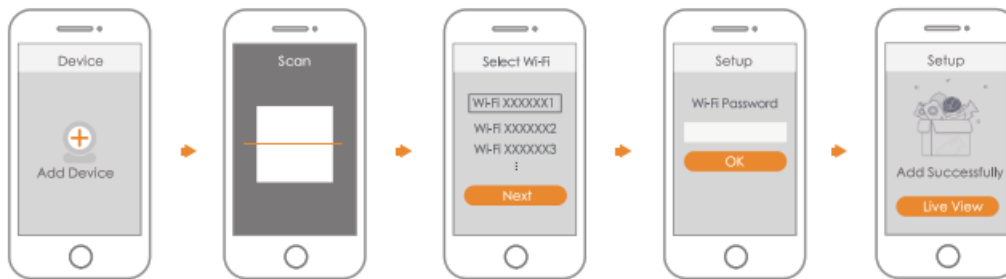 Device
Add Device
Scan
Select Wi-Fi
Wi-Fi XXXXXX1
Wi-Fi XXXXXX2
Wi-Fi XXXXXX3
⋮
Next
Setup
Wi-Fi Password
OK
Setup
Add Successfully
Live View